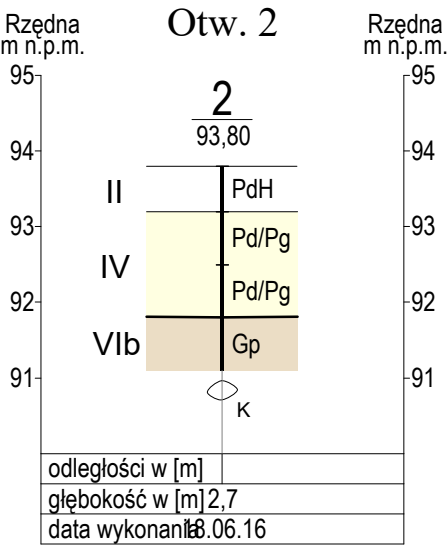 Otw. 2
Rzędna
m n.p.m.
Rzędna
m n.p.m.
95
95
2
93,80
94
94
II
PdH
93
93
Pd/Pg
IV
Pd/Pg
92
92
VIb
Gp
91
91
K
odległości w [m]
głębokość w [m] 2,7
data wykonania 18.06.16